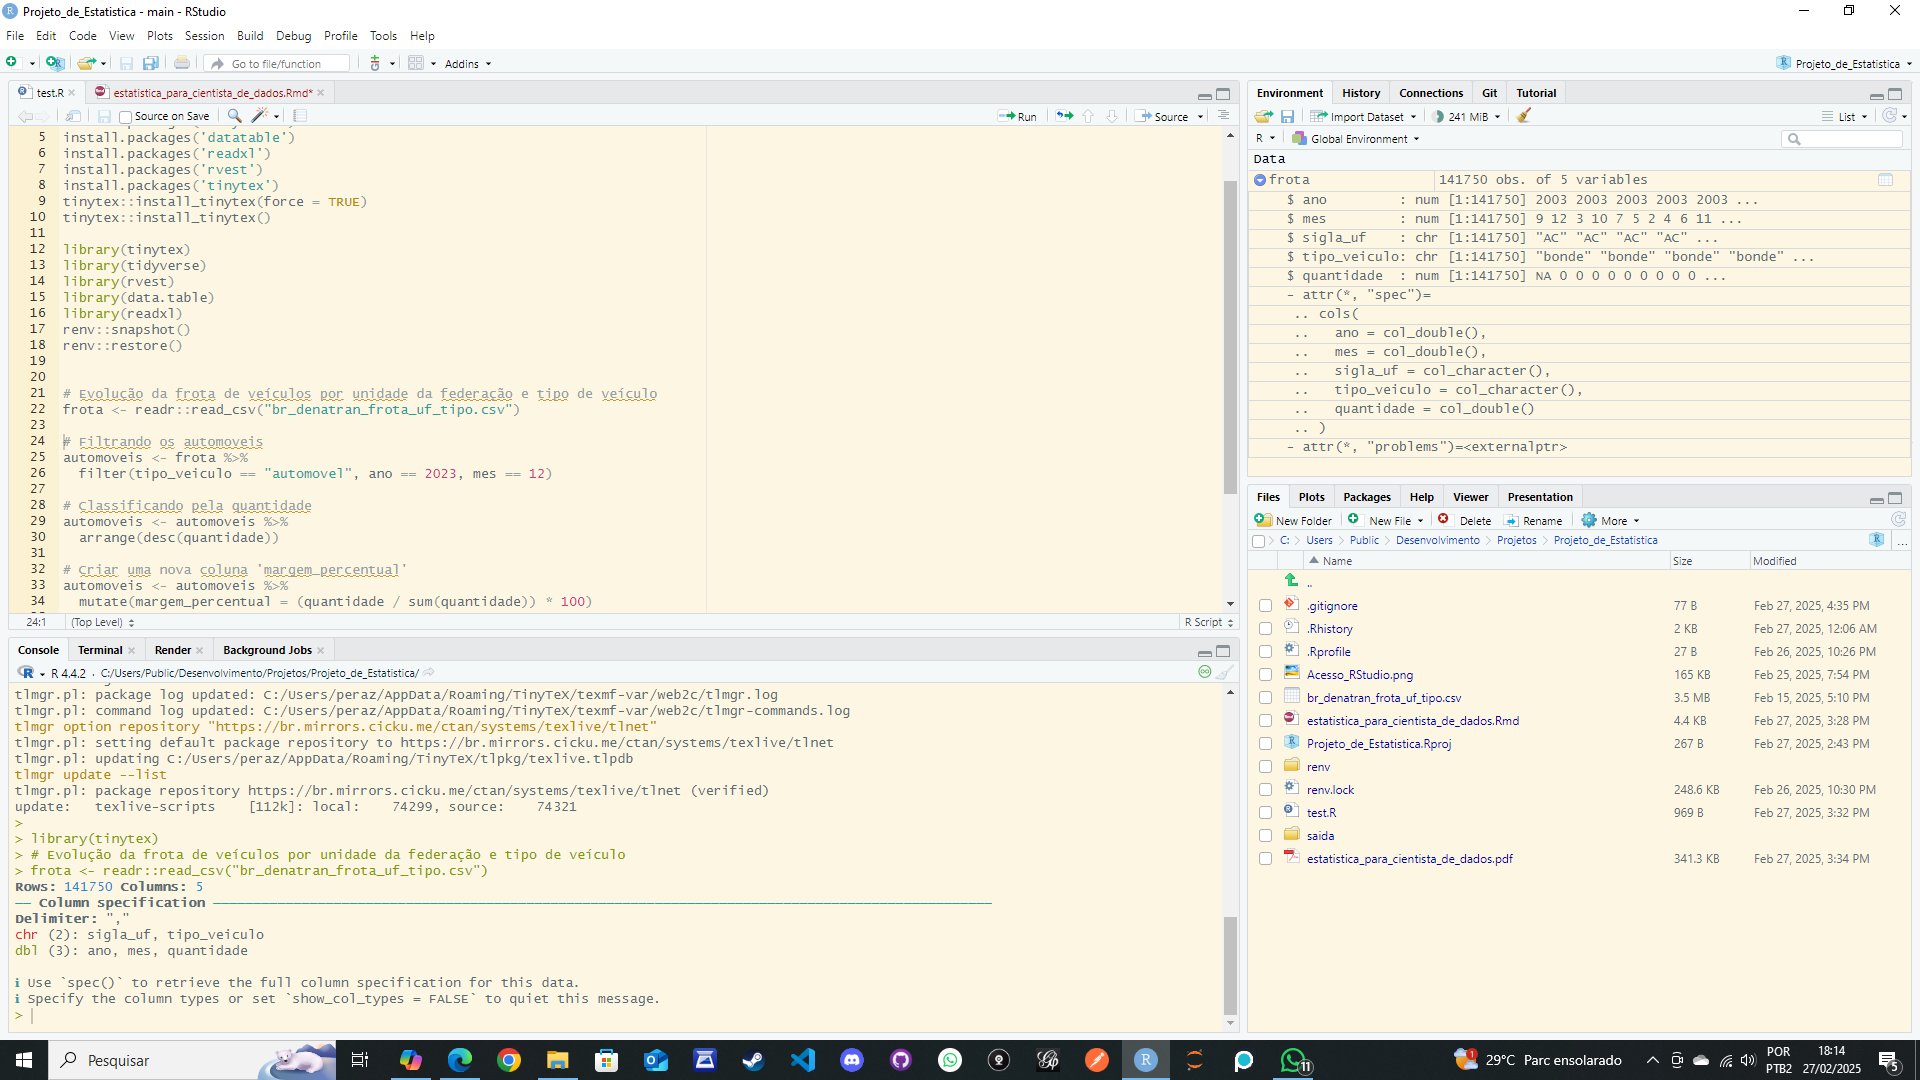 Projeto_de_Estatistica - main - RStudio
File Edit Code View Plots Session Build Debug Profile Tools Help
Go to file/function Addins Projeto_de_Estatistica
test.R estatistica_para_cientista_de_dados.Rmd*
Source on Save Run Source
5 install.packages('datatable')
6 install.packages('readxl')
7 install.packages('rvest')
8 install.packages('tinytex')
9 tinytex::install_tinytex(force = TRUE)
10 tinytex::install_tinytex()
11
12 library(tinytex)
13 library(tidyverse)
14 library(rvest)
15 library(data.table)
16 library(readxl)
17 renv::snapshot()
18 renv::restore()
19
20
21 # Evolução da frota de veículos por unidade da federação e tipo de veículo
22 frota <- readr::read_csv("br_denatran_frota_uf_tipo.csv")
23
24 # Filtrando os automoveis
25 automoveis <- frota %>%
26 filter(tipo_veiculo == "automovel", ano == 2023, mes == 12)
27
28 # Classificando pela quantidade
29 automoveis <- automoveis %>%
30 arrange(desc(quantidade))
31
32 # Criar uma nova coluna 'margem_percentual'
33 automoveis <- automoveis %>%
34 mutate(margem_percentual = (quantidade / sum(quantidade)) * 100)
24:1 (Top Level) R Script
Console Terminal Render Background Jobs
R 4.4.2 · C:/Users/Public/Desenvolvimento/Projetos/Projeto_de_Estatistica/
tlmgr.pl: package log updated: C:/Users/peraz/AppData/Roaming/TinyTeX/texmf-var/web2c/tlmgr.log
tlmgr.pl: command log updated: C:/Users/peraz/AppData/Roaming/TinyTeX/texmf-var/web2c/tlmgr-commands.log
tlmgr option repository "https://br.mirrors.cicku.me/ctan/systems/texlive/tlnet"
tlmgr.pl: setting default package repository to https://br.mirrors.cicku.me/ctan/systems/texlive/tlnet
tlmgr.pl: updating C:/Users/peraz/AppData/Roaming/TinyTeX/tlpkg/texlive.tlpdb
tlmgr update --list
tlmgr.pl: package repository https://br.mirrors.cicku.me/ctan/systems/texlive/tlnet (verified)
update: texlive-scripts [112k]: local: 74299, source: 74321
>
> library(tinytex)
> # Evolução da frota de veículos por unidade da federação e tipo de veículo
> frota <- readr::read_csv("br_denatran_frota_uf_tipo.csv")
Rows: 141750 Columns: 5
── Column specification ──
Delimiter: ","
chr (2): sigla_uf, tipo_veiculo
dbl (3): ano, mes, quantidade
ℹ Use `spec()` to retrieve the full column specification for this data.
ℹ Specify the column types or set `show_col_types = FALSE` to quiet this message.
>
Environment History Connections Git Tutorial
Import Dataset 241 MiB List
R Global Environment
Data
frota 141750 obs. of 5 variables
$ ano : num [1:141750] 2003 2003 2003 2003 2003 ...
$ mes : num [1:141750] 9 12 3 10 7 5 2 4 6 11 ...
$ sigla_uf : chr [1:141750] "AC" "AC" "AC" "AC" ...
$ tipo_veiculo: chr [1:141750] "bonde" "bonde" "bonde" "bonde" ...
$ quantidade : num [1:141750] NA 0 0 0 0 0 0 0 0 0 ...
- attr(*, "spec")=
.. cols(
.. ano = col_double(),
.. mes = col_double(),
.. sigla_uf = col_character(),
.. tipo_veiculo = col_character(),
.. quantidade = col_double()
.. )
- attr(*, "problems")=<externalptr>
Files Plots Packages Help Viewer Presentation
New Folder New File Delete Rename More
C: Users Public Desenvolvimento Projetos Projeto_de_Estatistica ...
Name Size Modified
..
.gitignore 77 B Feb 27, 2025, 4:35 PM
.Rhistory 2 KB Feb 27, 2025, 12:06 AM
.Rprofile 27 B Feb 26, 2025, 10:26 PM
Acesso_RStudio.png 165 KB Feb 25, 2025, 7:54 PM
br_denatran_frota_uf_tipo.csv 3.5 MB Feb 15, 2025, 5:10 PM
estatistica_para_cientista_de_dados.Rmd 4.4 KB Feb 27, 2025, 3:28 PM
Projeto_de_Estatistica.Rproj 267 B Feb 27, 2025, 2:43 PM
renv
renv.lock 248.6 KB Feb 26, 2025, 10:30 PM
test.R 969 B Feb 27, 2025, 3:32 PM
saida
estatistica_para_cientista_de_dados.pdf 341.3 KB Feb 27, 2025, 3:34 PM
Pesquisar
11
1
29°C Parc ensolarado
POR
PTB2
18:14
27/02/2025
5